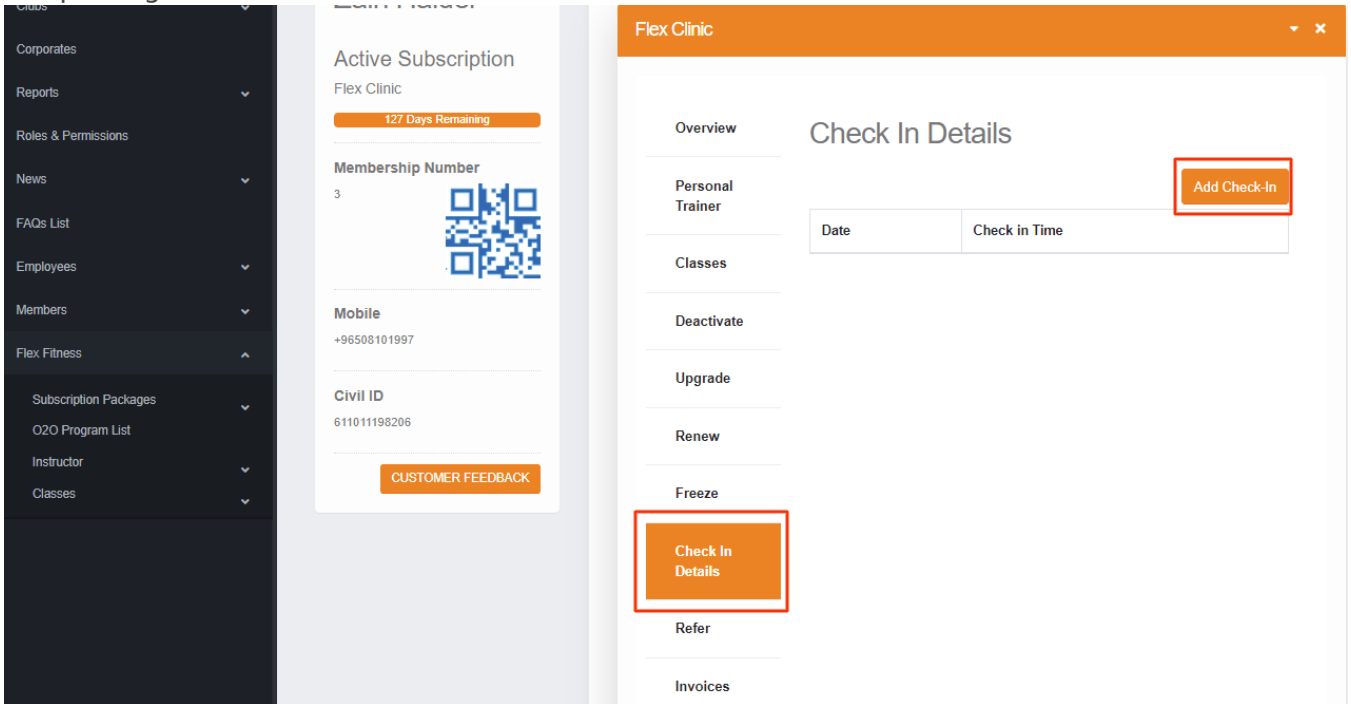 Clubs
Corporates
Reports
Roles & Permissions
News
FAQs List
Employees
Members
Flex Fitness
Subscription Packages
O2O Program List
Instructor
Classes
Zain Haider
Active Subscription
Flex Clinic
127 Days Remaining
Membership Number
3
Mobile
+96508101997
Civil ID
611011198206
CUSTOMER FEEDBACK
Flex Clinic
Overview
Personal
Trainer
Classes
Deactivate
Upgrade
Renew
Freeze
Check In
Details
Refer
Invoices
Check In Details
Add Check-In
Date
Check in Time